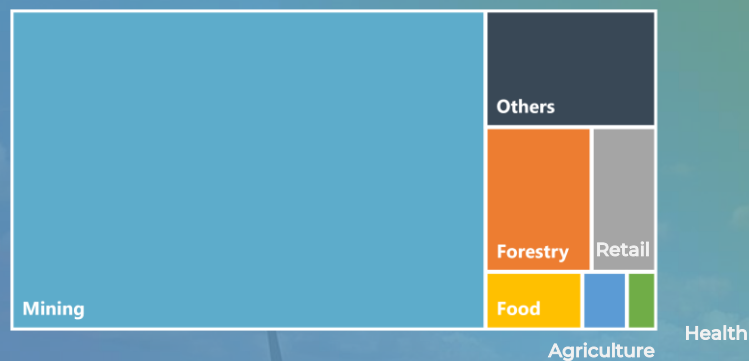 Others
Forestry
Retail
Mining
Food
Health
Agriculture